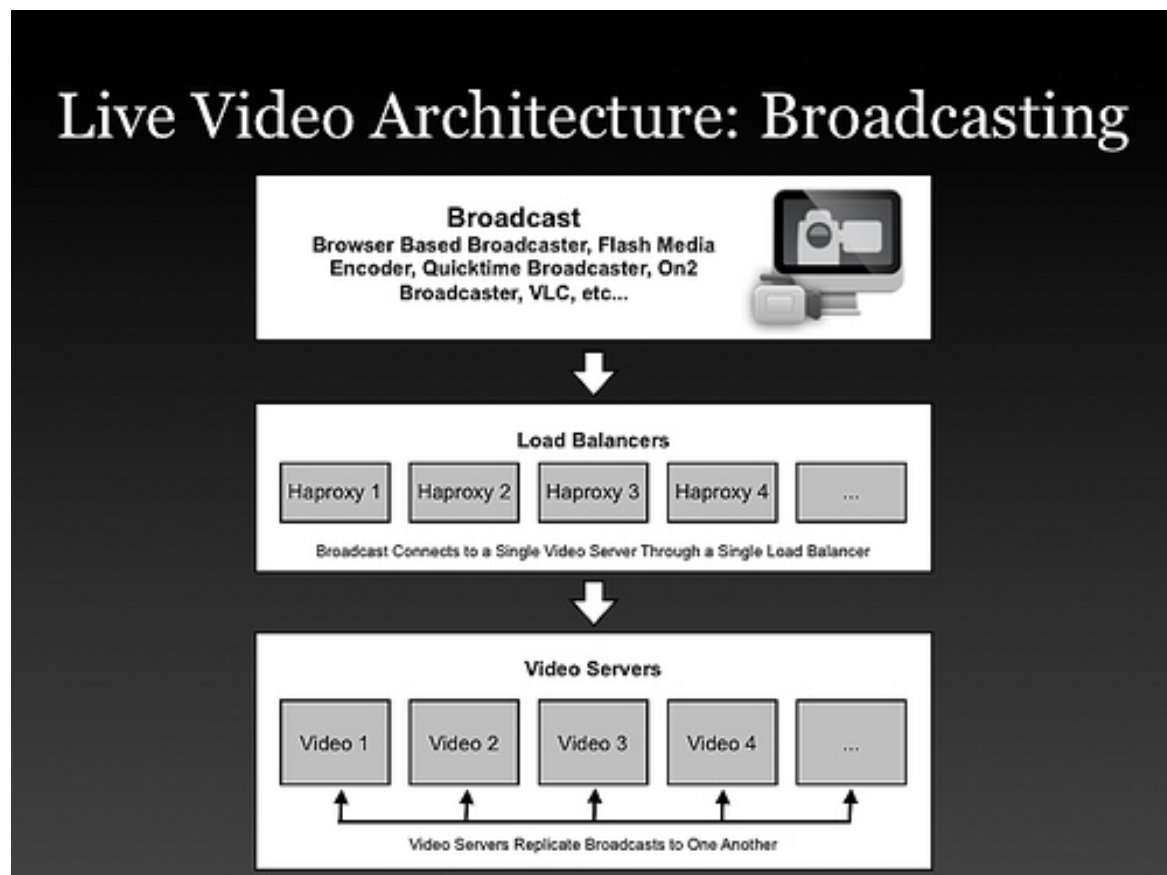 Live Video Architecture: Broadcasting
Broadcast
Browser Based Broadcaster, Flash Media
Encoder, Quicktime Broadcaster, On2
Broadcaster, VLC, etc...
Load Balancers
Haproxy 1 Haproxy 2 Haproxy 3 Haproxy 4 ...
Broadcast Connects to a Single Video Server Through a Single Load Balancer
Video Servers
Video 1 Video 2 Video 3 Video 4 ...
Video Servers Replicate Broadcasts to One Another